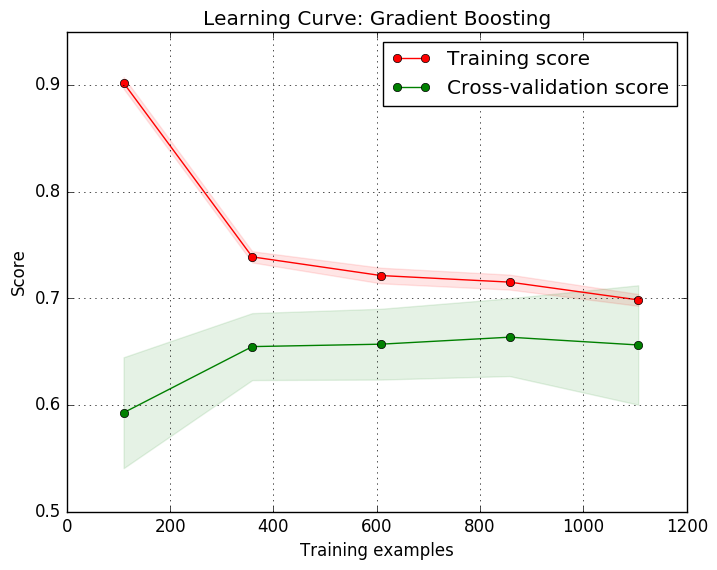 Learning Curve: Gradient Boosting
Training score
Cross-validation score
0.9
0.8
0.7
0.6
0.5
Score
0 200 400 600 800 1000 1200
Training examples